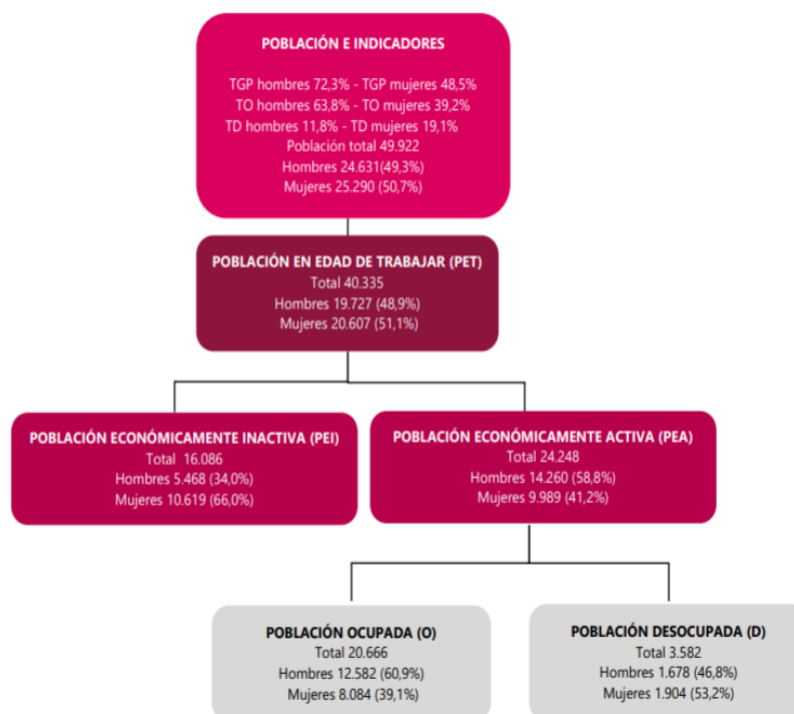 POBLACIÓN E INDICADORES
TGP hombres 72,3% - TGP mujeres 48,5%
TO hombres 63,8% - TO mujeres 39,2%
TD hombres 11,8% - TD mujeres 19,1%
Población total 49.922
Hombres 24.631(49,3%)
Mujeres 25.290 (50,7%)
POBLACIÓN EN EDAD DE TRABAJAR (PET)
Total 40.335
Hombres 19.727 (48,9%)
Mujeres 20.607 (51,1%)
POBLACIÓN ECONÓMICAMENTE INACTIVA (PEI)
Total 16.086
Hombres 5.468 (34,0%)
Mujeres 10.619 (66,0%)
POBLACIÓN ECONÓMICAMENTE ACTIVA (PEA)
Total 24.248
Hombres 14.260 (58,8%)
Mujeres 9.989 (41,2%)
POBLACIÓN OCUPADA (O)
Total 20.666
Hombres 12.582 (60,9%)
Mujeres 8.084 (39,1%)
POBLACIÓN DESOCUPADA (D)
Total 3.582
Hombres 1.678 (46,8%)
Mujeres 1.904 (53,2%)